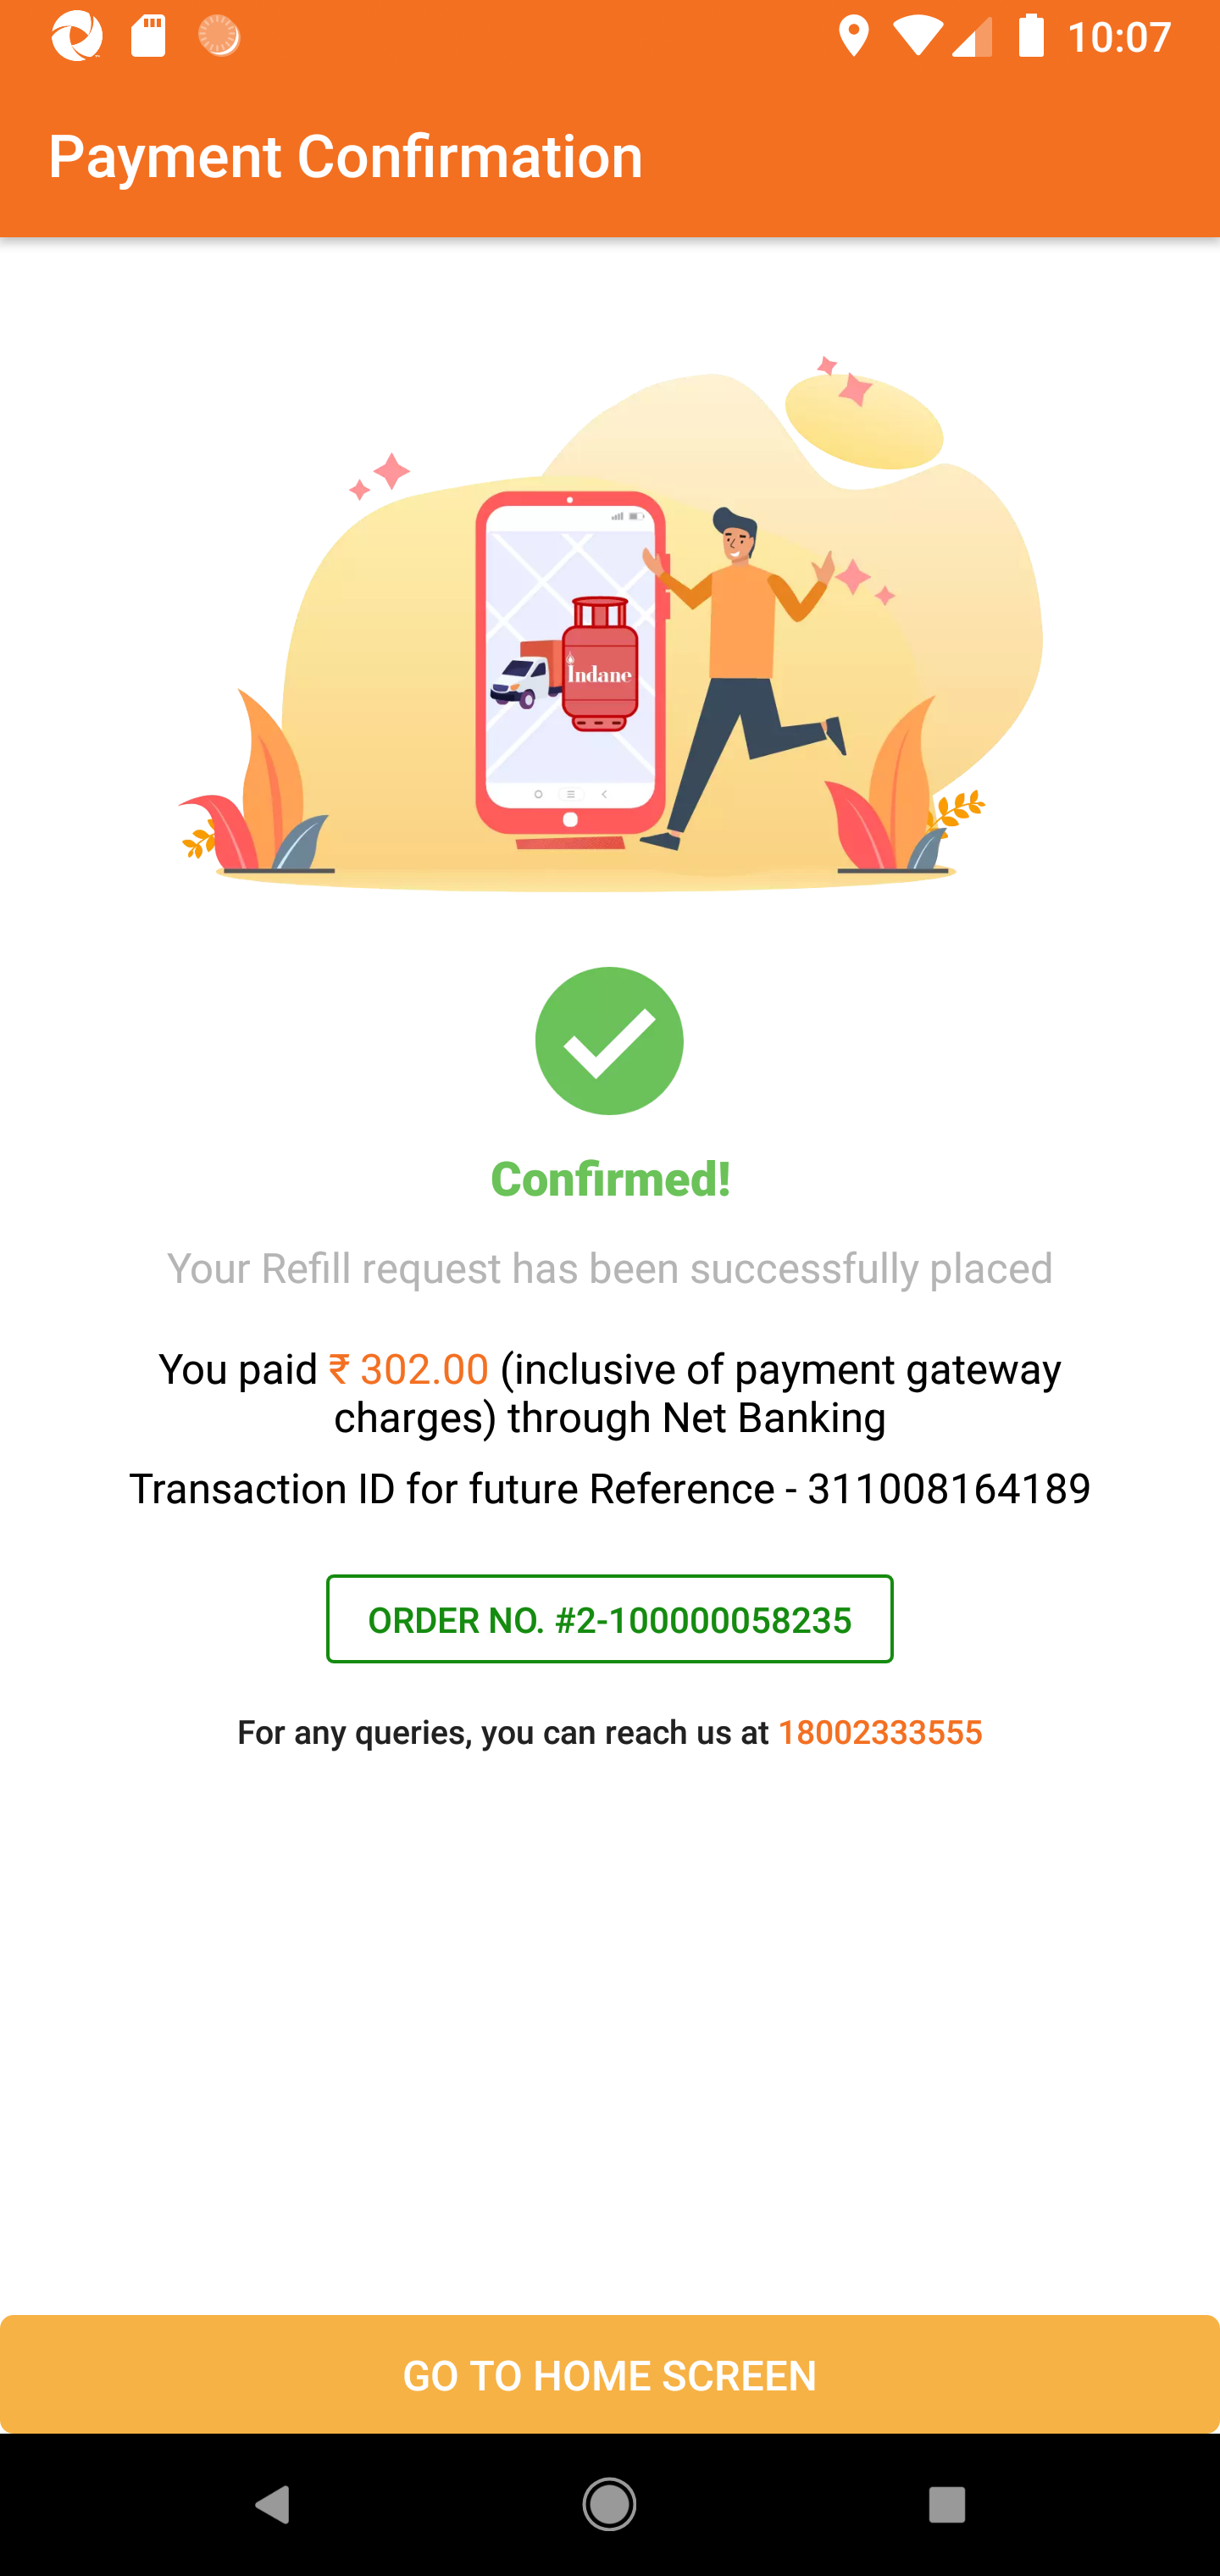 10:07
Payment Confirmation
Indane
Confirmed!
Your Refill request has been successfully placed
You paid ₹ 302.00 (inclusive of payment gateway
charges) through Net Banking
Transaction ID for future Reference - 311008164189
ORDER NO. #2-100000058235
For any queries, you can reach us at 18002333555
GO TO HOME SCREEN